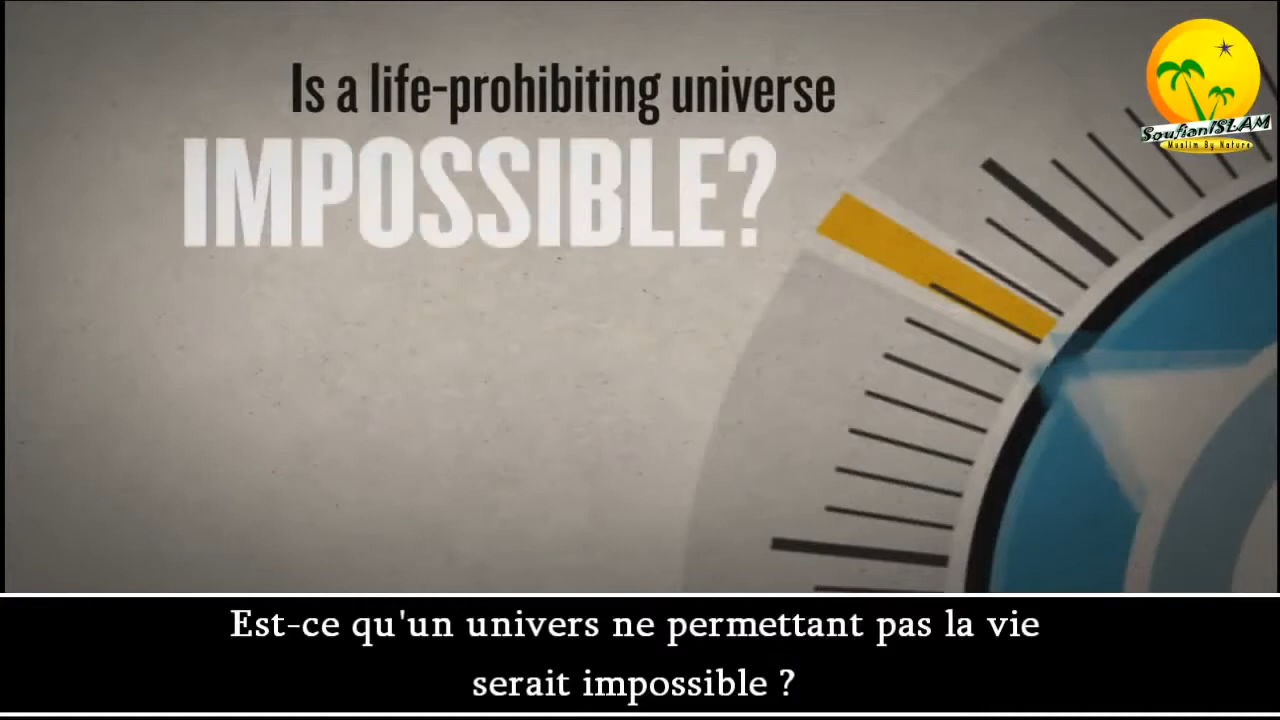 Is a life-prohibiting universe
IMPOSSIBLE?
SoufianISLAM
Muslim By Nature
Est-ce qu'un univers ne permettant pas la vie
serait impossible ?